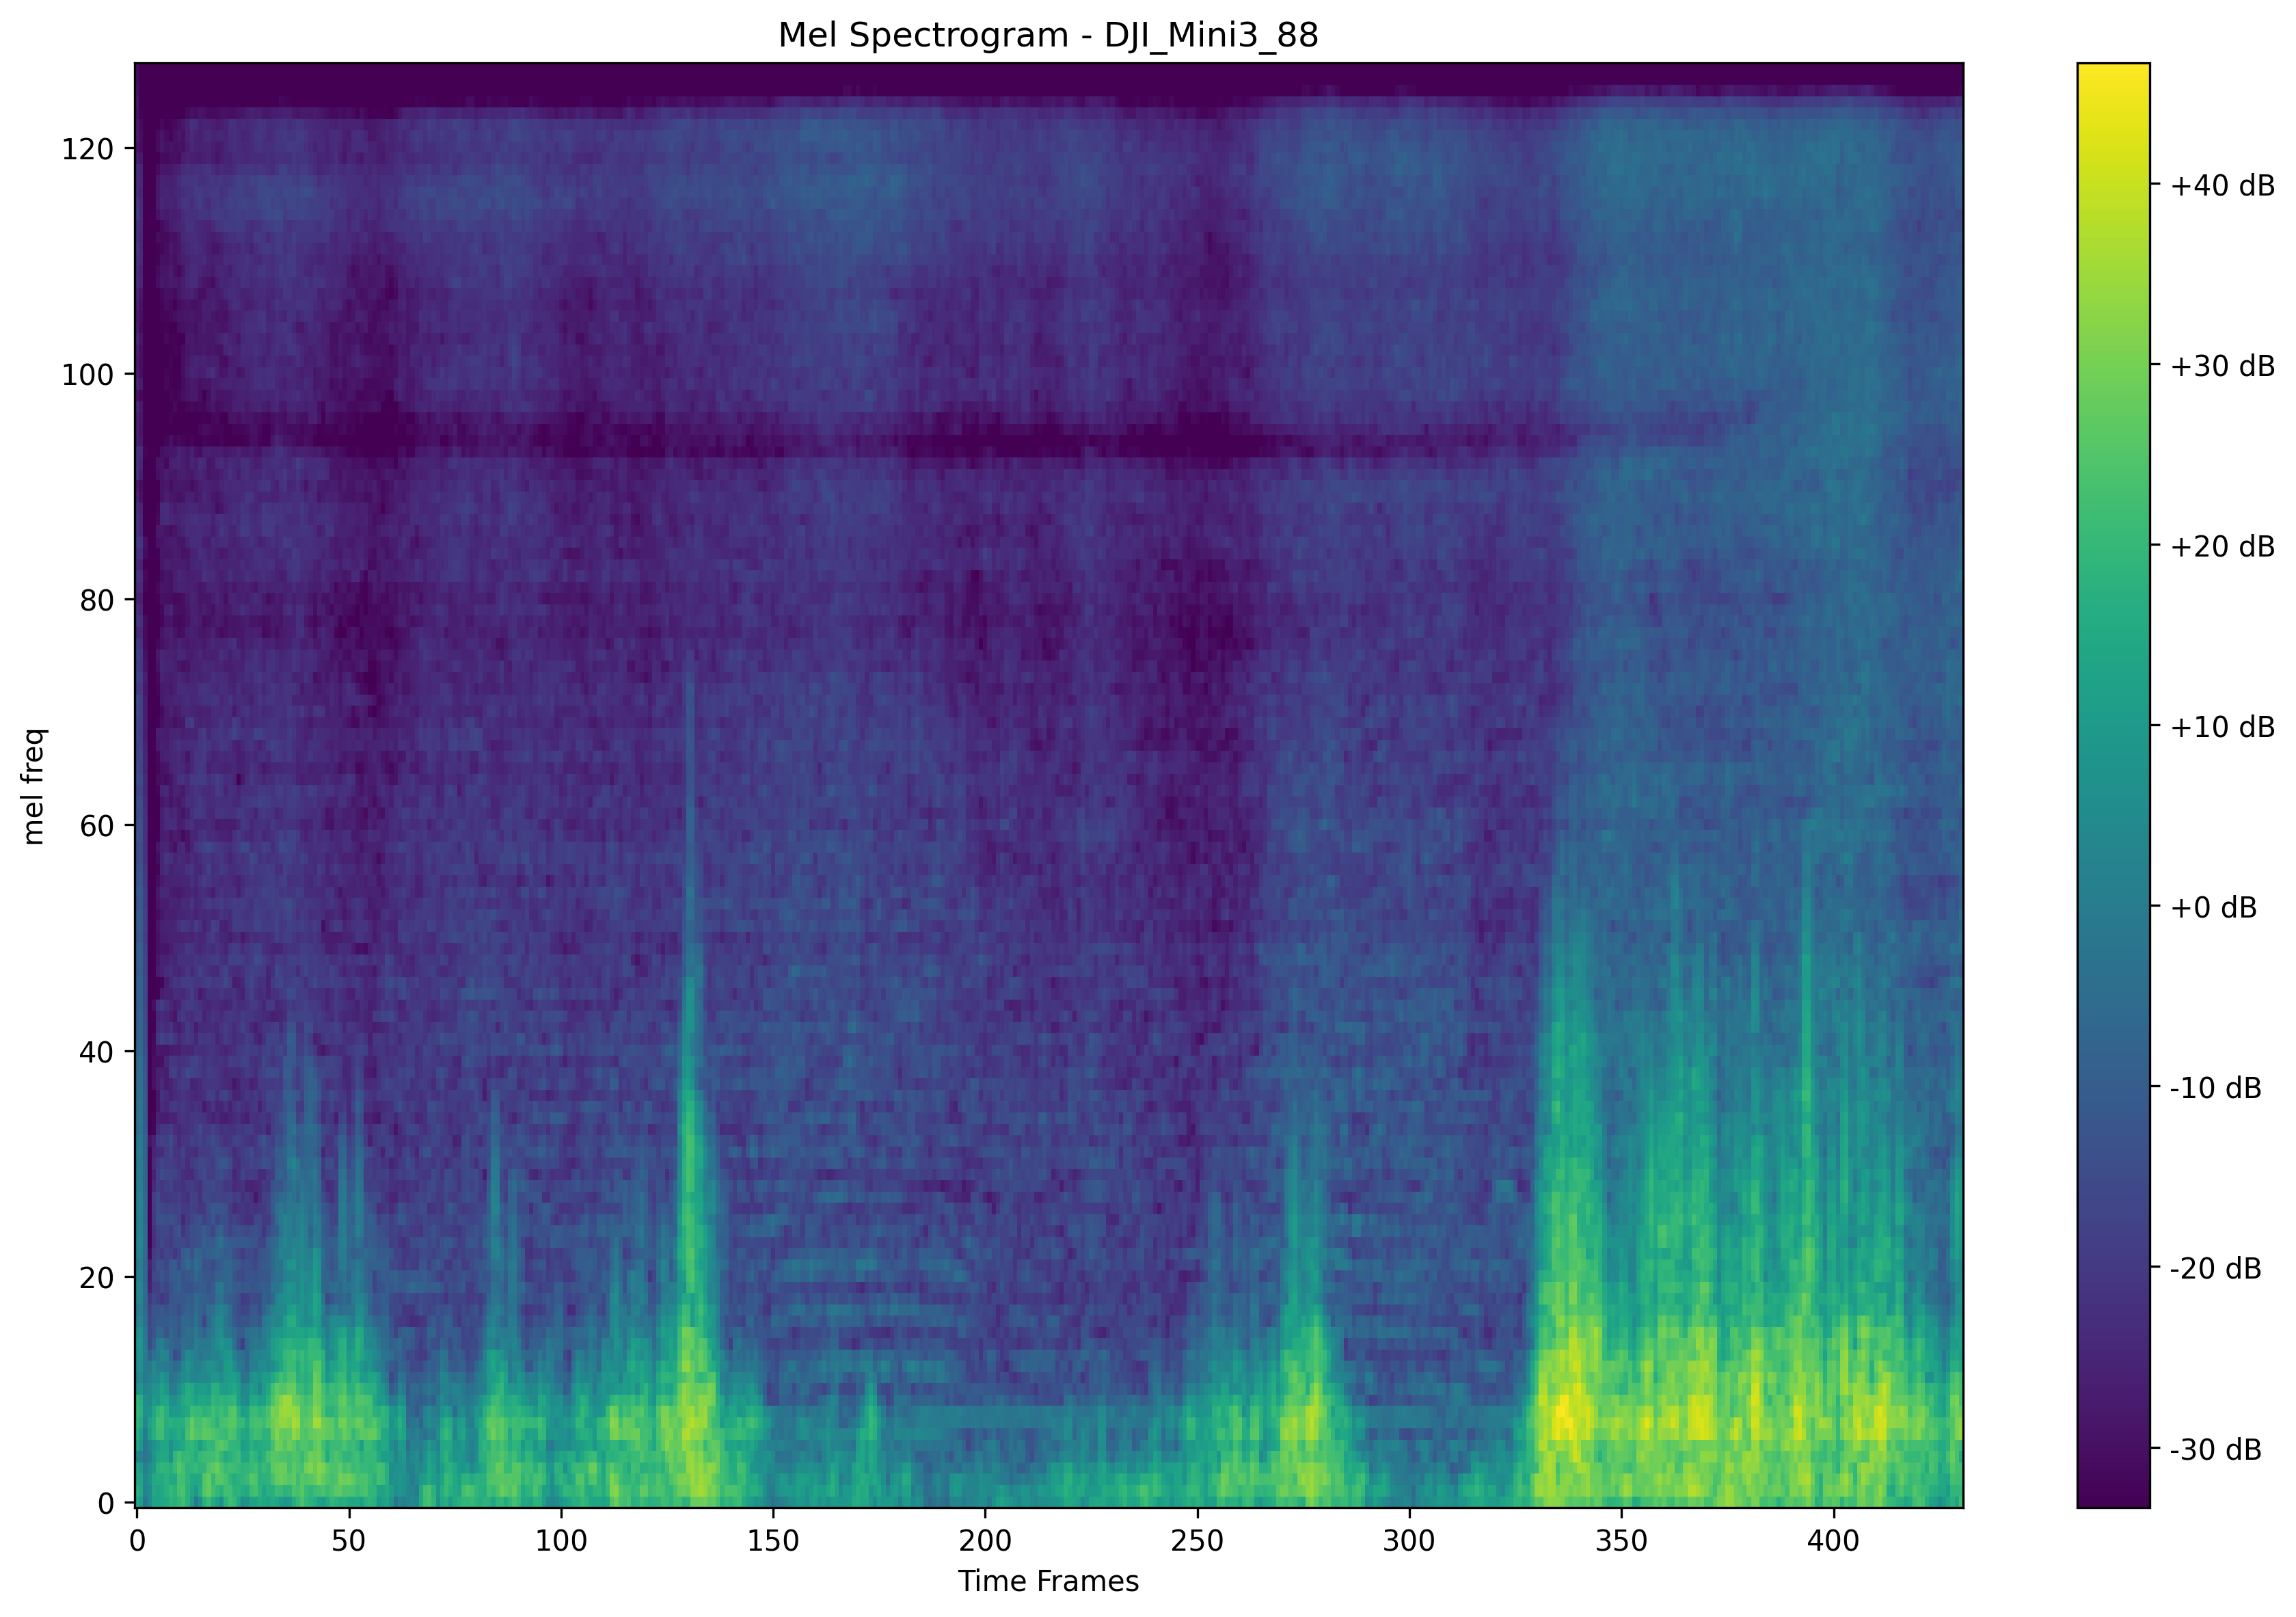 Mel Spectrogram - DJI_Mini3_88
120
100
80
60
40
20
0
mel freq
0
50
100
150
200
250
300
350
400
Time Frames
+40 dB
+30 dB
+20 dB
+10 dB
+0 dB
-10 dB
-20 dB
-30 dB